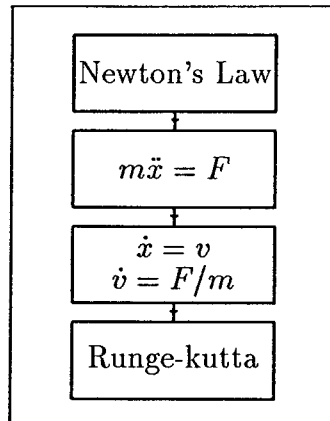 Newton's Law
mẍ = F
ẋ = v
v̇ = F/m
Runge-kutta